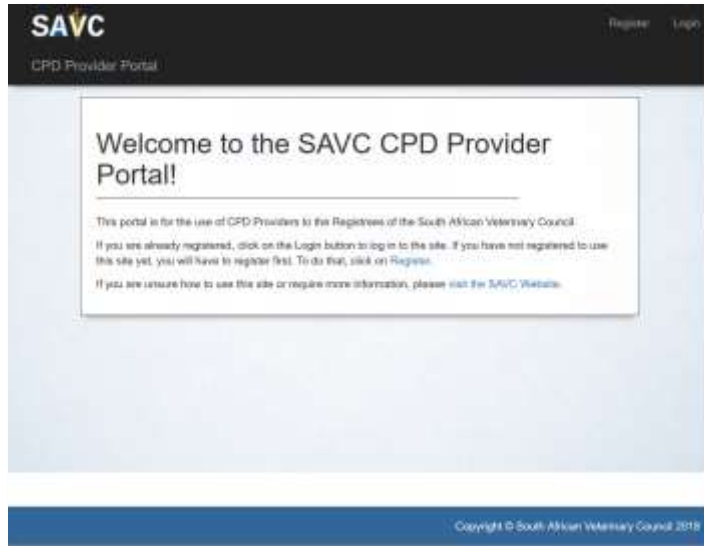 SAVC
Register Login
CPD Provider Portal
Welcome to the SAVC CPD Provider
Portal!
This portal is for the use of CPD Providers to the Registrees of the South African Veterinary Council
If you are already registered, click on the Login button to log in to the site. If you have not registered to use
this site yet, you will have to register first. To do that, click on Register.
If you are unsure how to use this site or require more information, please visit the SAVC Website.
Copyright © South African Veterinary Council 2018